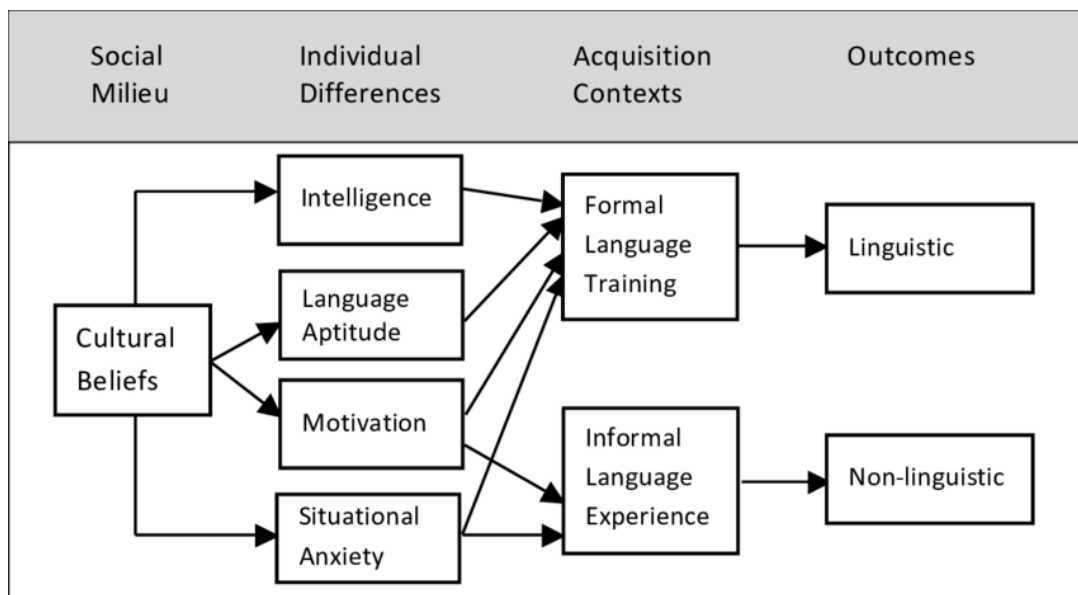 Social
Milieu
Individual
Differences
Acquisition
Contexts
Outcomes
Cultural
Beliefs
Intelligence
Language
Aptitude
Motivation
Situational
Anxiety
Formal
Language
Training
Informal
Language
Experience
Linguistic
Non-linguistic